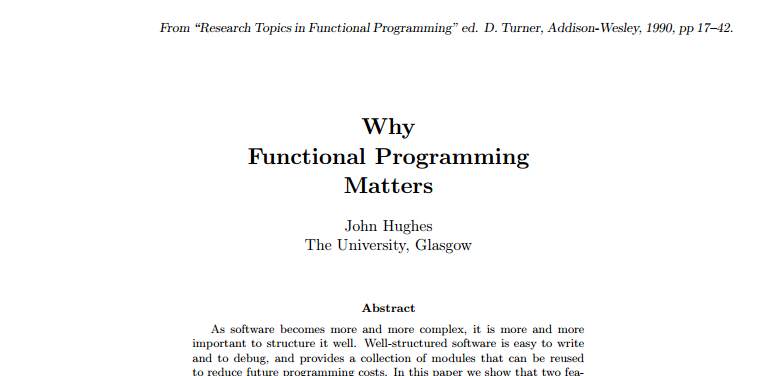 From “Research Topics in Functional Programming” ed. D. Turner, Addison-Wesley, 1990, pp 17–42.
Why
Functional Programming
Matters
John Hughes
The University, Glasgow
Abstract
As software becomes more and more complex, it is more and more
important to structure it well. Well-structured software is easy to write
and to debug, and provides a collection of modules that can be reused
to reduce future programming costs. In this paper we show that two fea-